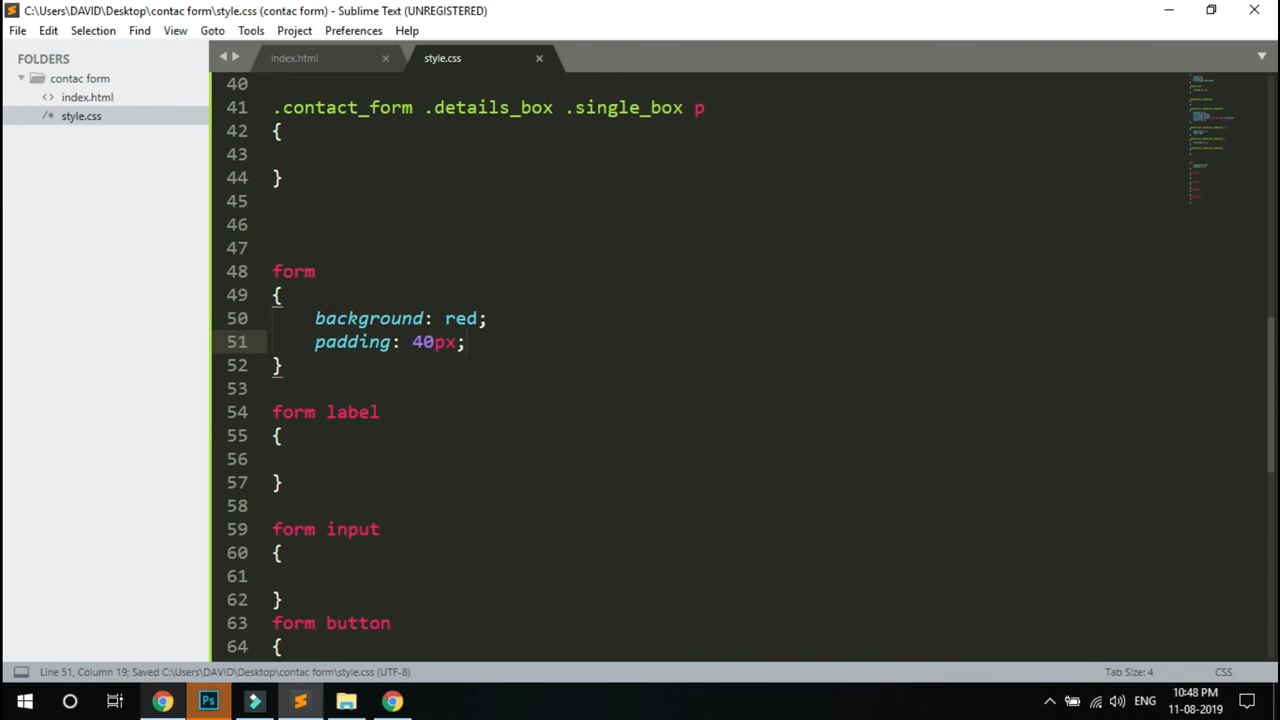 C:\Users\DAVID\Desktop\contac form\style.css (contac form) - Sublime Text (UNREGISTERED)
File Edit Selection Find View Goto Tools Project Preferences Help
FOLDERS
contac form
<> index.html
/* style.css
index.html ×
style.css ×
40
41 .contact_form .details_box .single_box p
42 {
43
44 }
45
46
47
48 form
49 {
50 background: red;
51 padding: 40px;
52 }
53
54 form label
55 {
56
57 }
58
59 form input
60 {
61
62 }
63 form button
64 {
Line 51, Column 19; Saved C:\Users\DAVID\Desktop\contac form\style.css (UTF-8)
Tab Size: 4
CSS
Ps
ENG
10:48 PM
11-08-2019